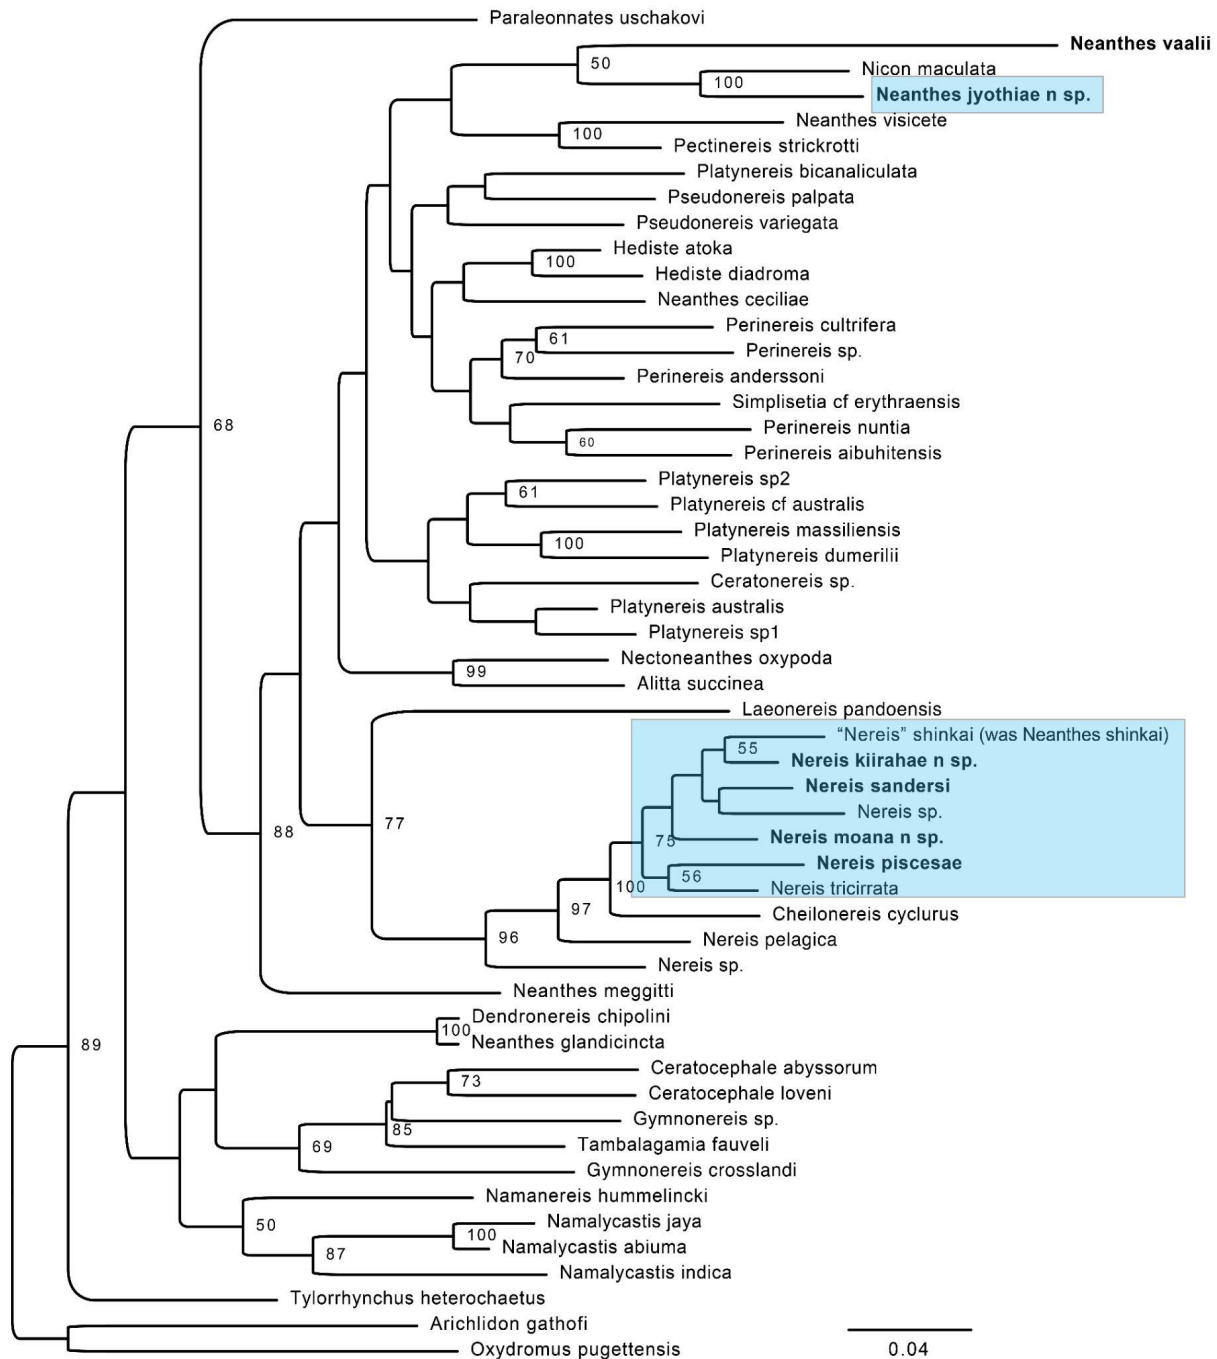 Paraleonnates uschakovi
Neanthes vaalii
50
Nicon maculata
100
Neanthes jyothiae n sp.
Neanthes visicete
100
Pectinereis strickrotti
Platynereis bicanaliculata
Pseudonereis palpata
Pseudonereis variegata
Hediste atoka
100
Hediste diadroma
Neanthes ceciliae
Perinereis cultrifera
61
Perinereis sp.
70
Perinereis anderssoni
Simplisetia cf erythraensis
68
Perinereis nuntia
60
Perinereis aibuhitensis
Platynereis sp2
61
Platynereis cf australis
Platynereis massiliensis
100
Platynereis dumerilii
Ceratonereis sp.
Platynereis australis
Platynereis sp1
Nectoneanthes oxypoda
99
Alitta succinea
Laeonereis pandoensis
“Nereis” shinkai (was Neanthes shinkai)
55
Nereis kiirahae n sp.
Nereis sandersi
Nereis sp.
88
77
Nereis moana n sp.
75
Nereis piscesae
56
100
Nereis tricirrata
97
Cheilonereis cyclurus
96
Nereis pelagica
Nereis sp.
Neanthes meggitti
Dendronereis chipolini
100
Neanthes glandicincta
89
Ceratocephale abyssorum
73
Ceratocephale loveni
Gymnonereis sp.
85
69
Tambalagamia fauveli
Gymnonereis crosslandi
Namanereis hummelincki
50
Namalycastis jaya
100
Namalycastis abiuma
87
Namalycastis indica
Tylorrhynchus heterochaetus
Arichlidon gathofi
Oxydromus pugettensis
0.04